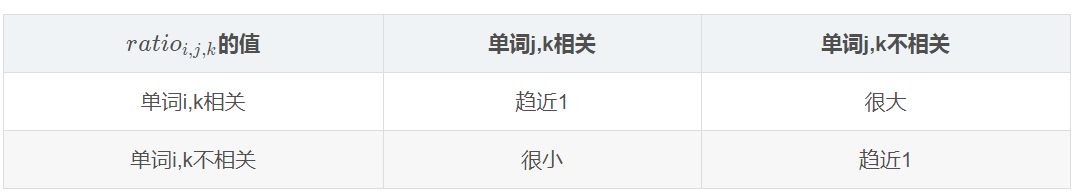 ratio_{i,j,k}的值 单词j,k相关 单词j,k不相关
单词i,k相关 趋近1 很大
单词i,k不相关 很小 趋近1